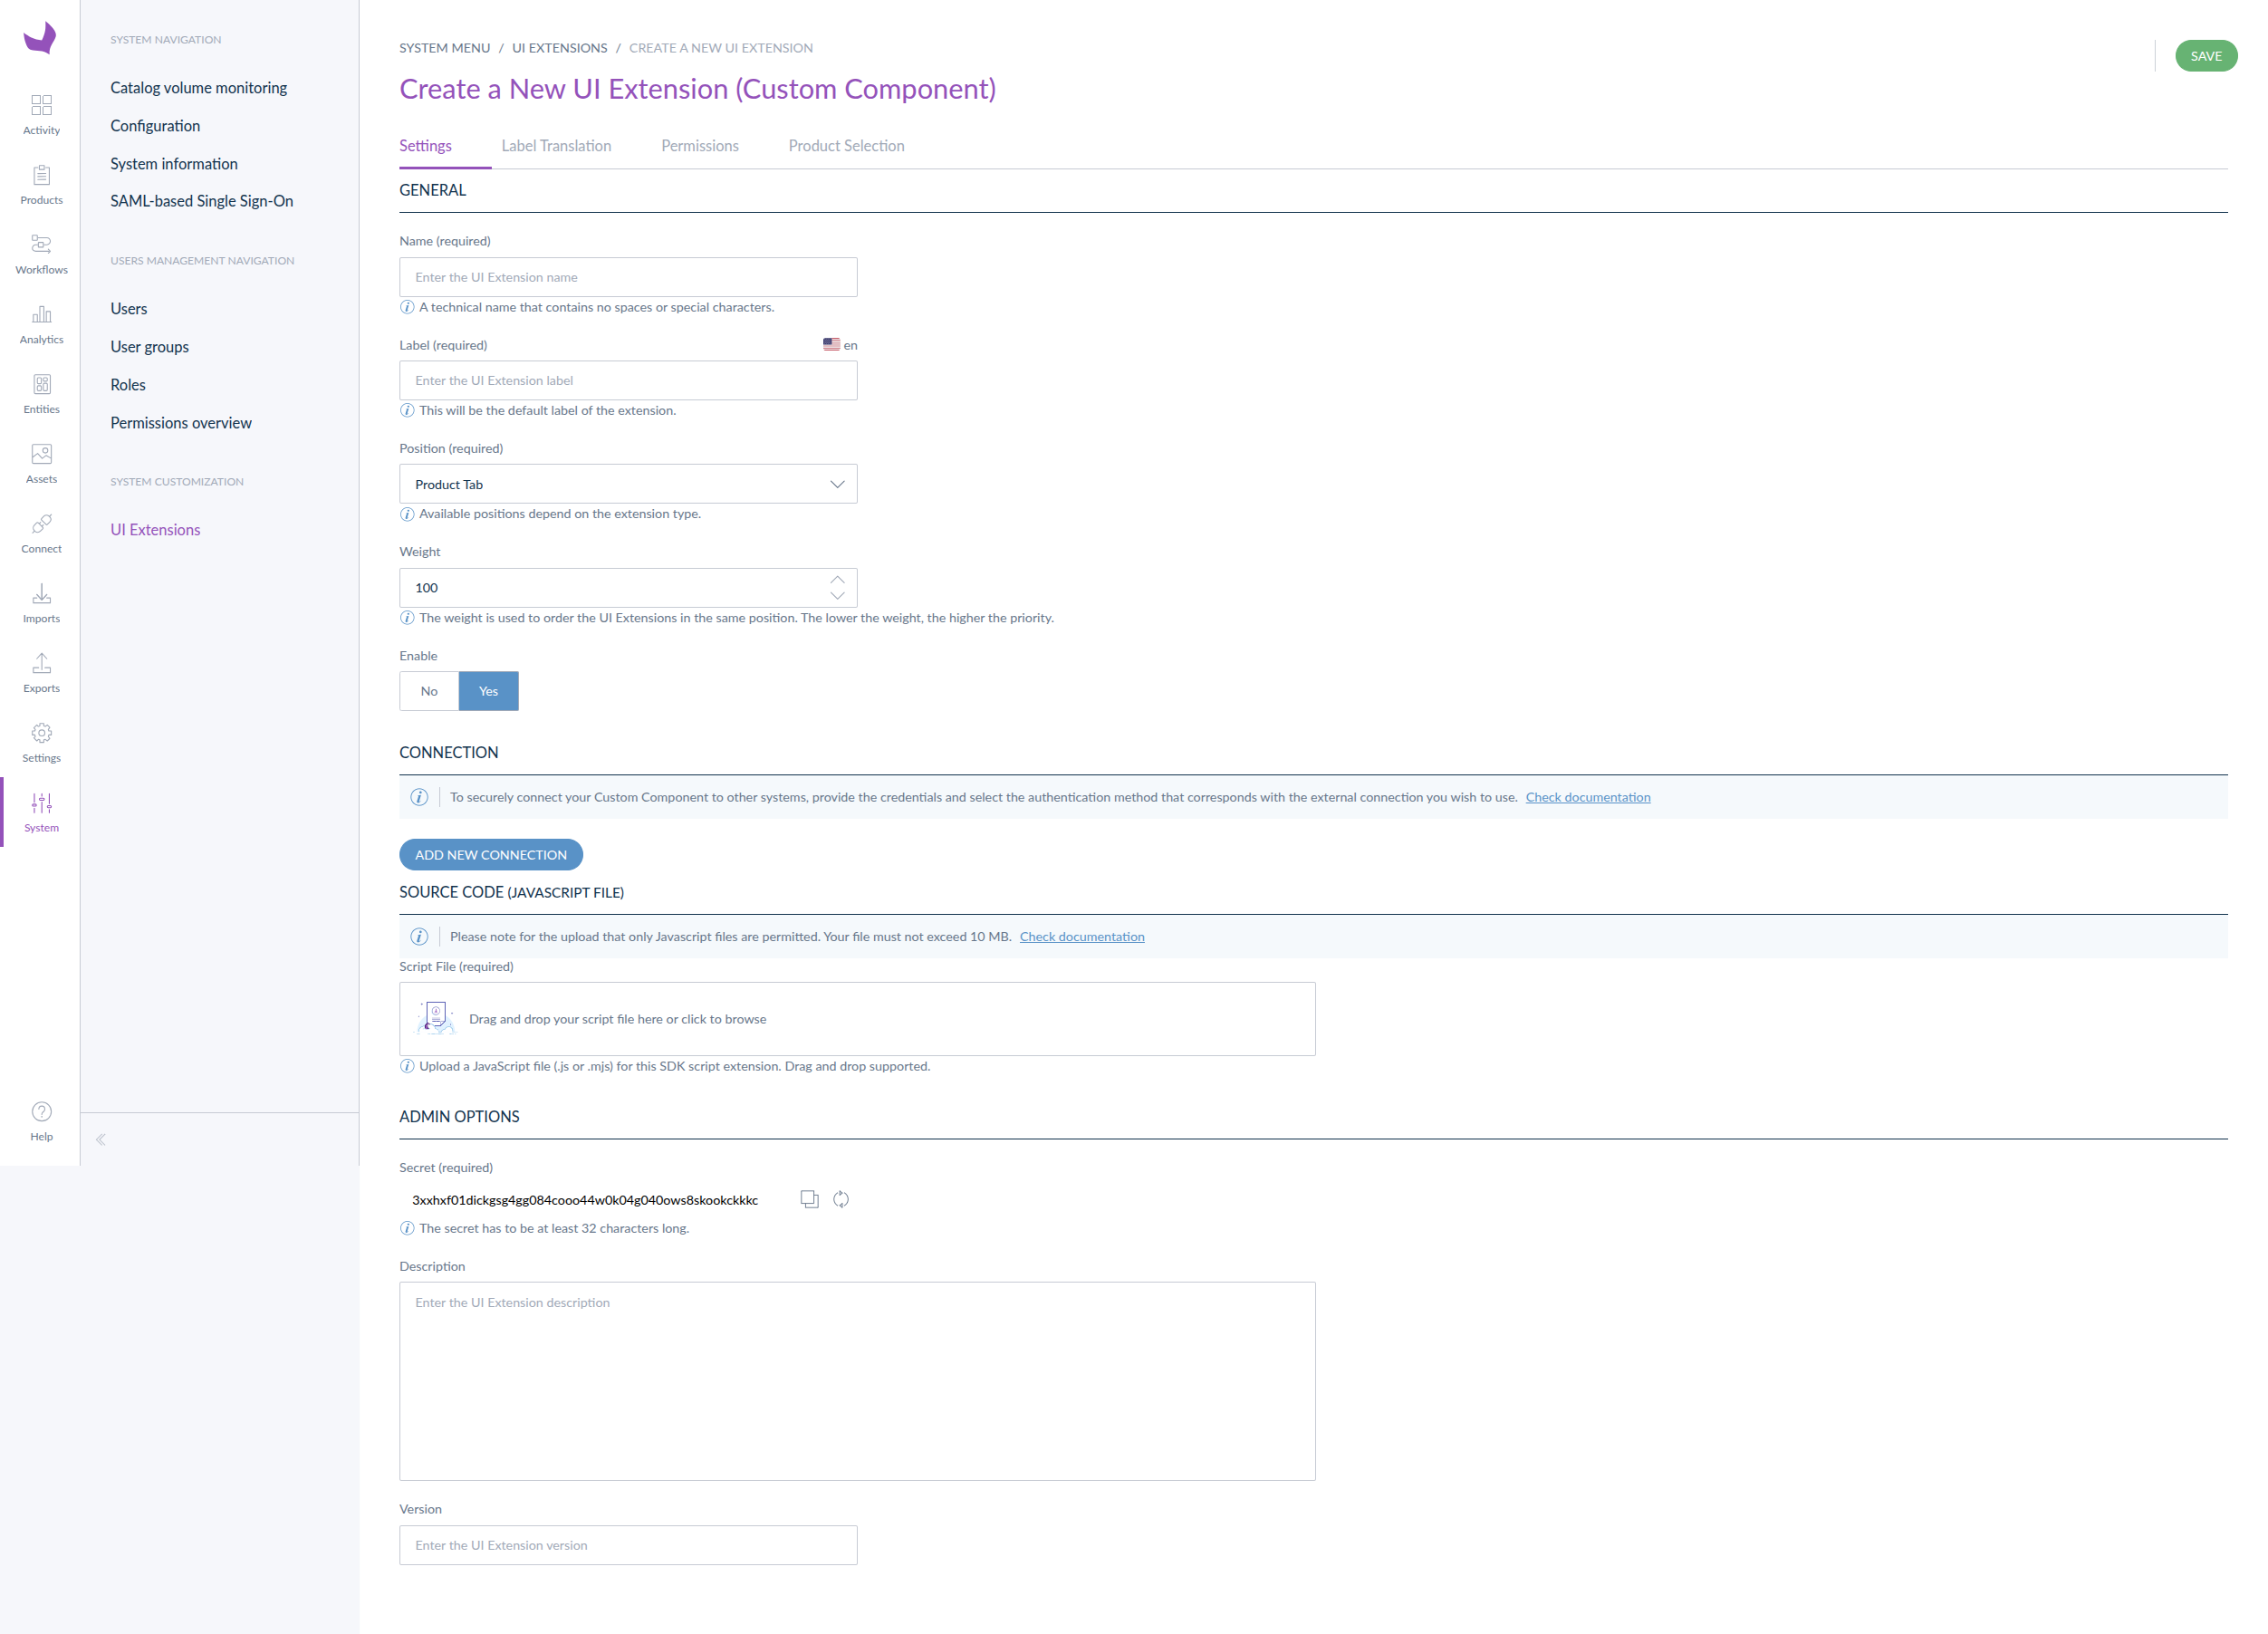 Activity
Products
Workflows
Analytics
Entities
Assets
Connect
Imports
Exports
Settings
System
Help
SYSTEM NAVIGATION
Catalog volume monitoring
Configuration
System information
SAML-based Single Sign-On
USERS MANAGEMENT NAVIGATION
Users
User groups
Roles
Permissions overview
SYSTEM CUSTOMIZATION
UI Extensions
SYSTEM MENU / UI EXTENSIONS / CREATE A NEW UI EXTENSION
SAVE
Create a New UI Extension (Custom Component)
Settings Label Translation Permissions Product Selection
GENERAL
Name (required)
Enter the UI Extension name
A technical name that contains no spaces or special characters.
Label (required) en
Enter the UI Extension label
This will be the default label of the extension.
Position (required)
Product Tab
Available positions depend on the extension type.
Weight
100
The weight is used to order the UI Extensions in the same position. The lower the weight, the higher the priority.
Enable
No Yes
CONNECTION
To securely connect your Custom Component to other systems, provide the credentials and select the authentication method that corresponds with the external connection you wish to use. Check documentation
ADD NEW CONNECTION
SOURCE CODE (JAVASCRIPT FILE)
Please note for the upload that only Javascript files are permitted. Your file must not exceed 10 MB. Check documentation
Script File (required)
Drag and drop your script file here or click to browse
Upload a JavaScript file (.js or .mjs) for this SDK script extension. Drag and drop supported.
ADMIN OPTIONS
Secret (required)
3xxhxf01dickgsg4gg084cooo44w0k04g040ows8skookckkkc
The secret has to be at least 32 characters long.
Description
Enter the UI Extension description
Version
Enter the UI Extension version